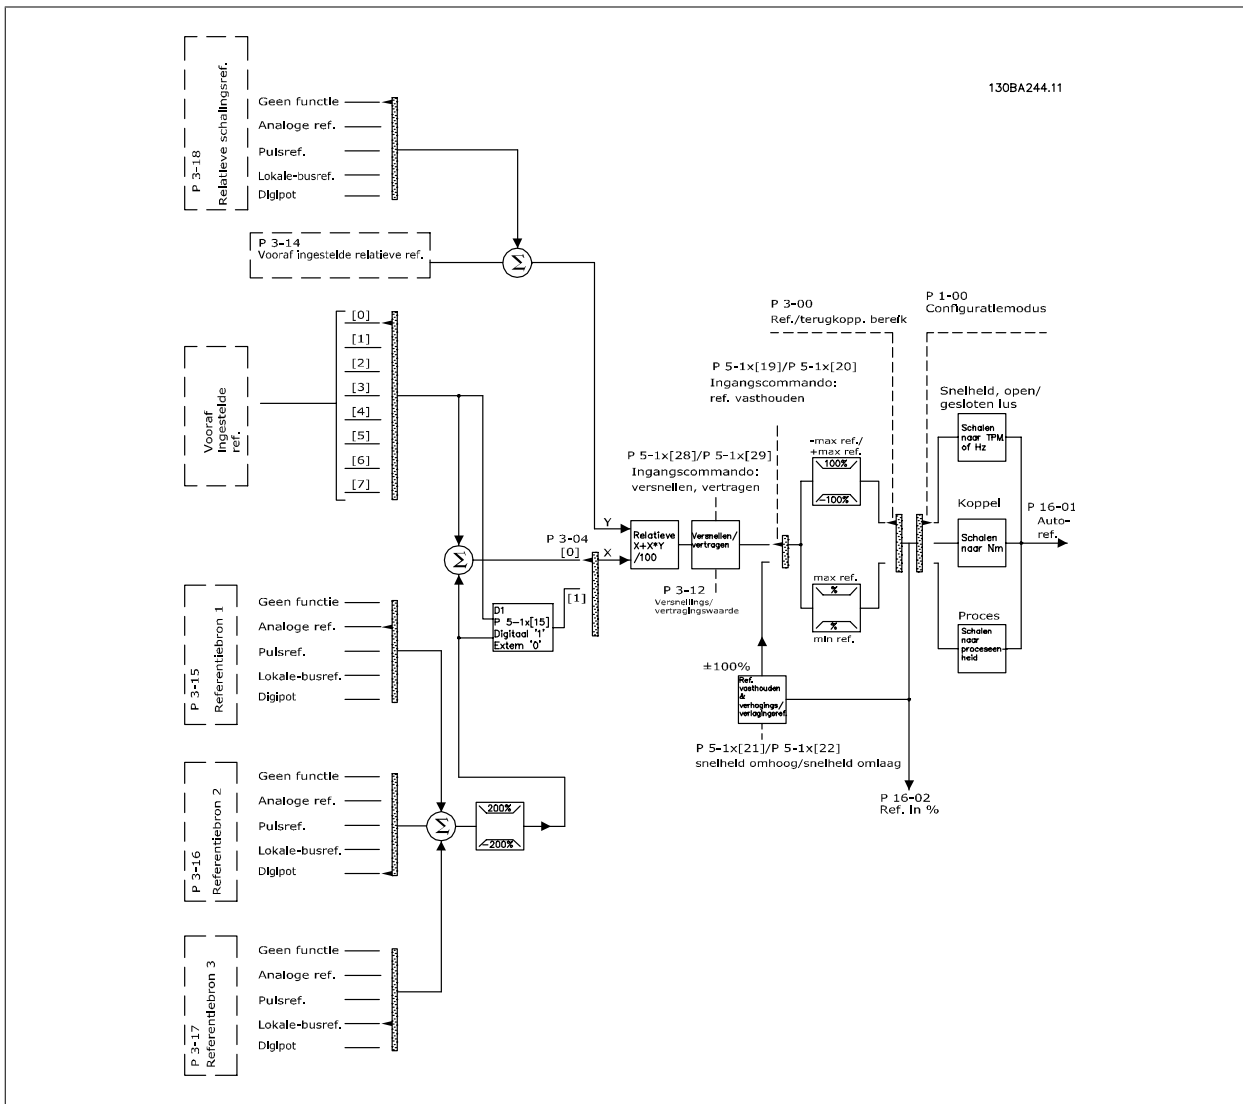 130BA244.11
P 3-18
Relatieve schalingsref.
Geen functie
Analoge ref.
Pulsref.
Lokale-busref.
Digipot
P 3-14
Vooraf ingestelde relatieve ref.
Σ
Vooraf
ingestelde
ref.
[0]
[1]
[2]
[3]
[4]
[5]
[6]
[7]
P 3-15
Referentiebron 1
Geen functie
Analoge ref.
Pulsref.
Lokale-busref.
Digipot
P 3-16
Referentiebron 2
Geen functie
Analoge ref.
Pulsref.
Lokale-busref.
Digipot
P 3-17
Referentiebron 3
Geen functie
Analoge ref.
Pulsref.
Lokale-busref.
Digipot
Σ
200%
-200%
Σ
D1
P 5-1x[15]
Digitaal '1'
Extern '0'
P 3-04
[0]
[1]
Y
X
Relatieve
X+X*Y
/100
P 5-1x[28]/P 5-1x[29]
Ingangscommando:
versnellen, vertragen
Versnellen/
vertragen
P 3-12
Versnellings/
vertragingswaarde
P 5-1x[19]/P 5-1x[20]
Ingangscommando:
ref. vasthouden
P 3-00
Ref./terugkopp. bereik
-max ref./
+max ref.
100%
-100%
max ref.
%
%
min ref.
±100%
Ref.
vasthouden
&
verhogings/
verlagingsref.
P 5-1x[21]/P 5-1x[22]
snelheid omhoog/snelheid omlaag
P 16-02
Ref. in %
P 1-00
Configuratiemodus
Snelheid, open/
gesloten lus
Schalen
naar TPM
of Hz
Koppel
Schalen
naar Nm
Proces
Schalen
naar
proceseen-
heid
P 16-01
Auto-
ref.